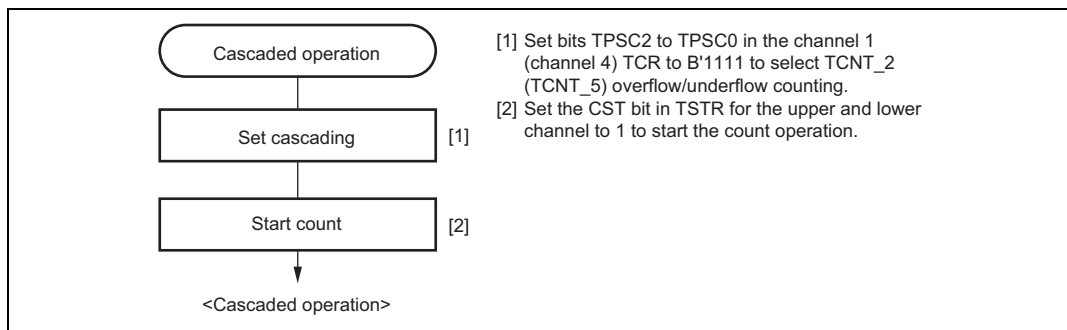 Cascaded operation
Set cascading
[1]
Start count
[2]
<Cascaded operation>
[1] Set bits TPSC2 to TPSC0 in the channel 1
(channel 4) TCR to B'1111 to select TCNT_2
(TCNT_5) overflow/underflow counting.
[2] Set the CST bit in TSTR for the upper and lower
channel to 1 to start the count operation.